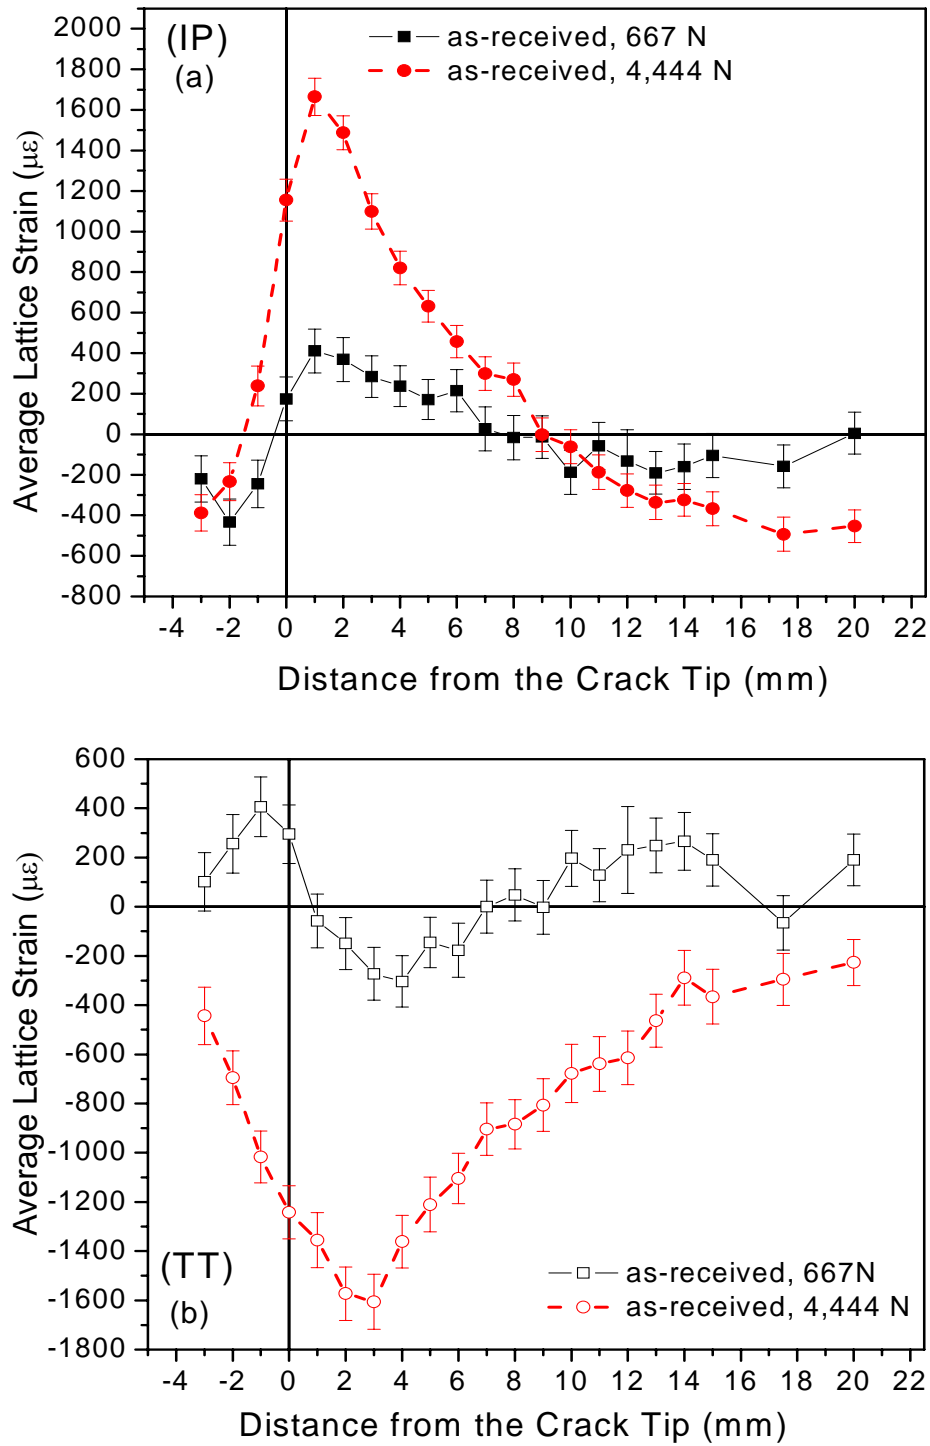 (IP)
(a)
as-received, 667 N
as-received, 4,444 N
Average Lattice Strain (με)
2000
1800
1600
1400
1200
1000
800
600
400
200
0
-200
-400
-600
-800
-4 -2 0 2 4 6 8 10 12 14 16 18 20 22
Distance from the Crack Tip (mm)
600
400
200
0
-200
-400
-600
-800
-1000
-1200
-1400
-1600
-1800
Average Lattice Strain (με)
(TT)
(b)
as-received, 667N
as-received, 4,444 N
-4 -2 0 2 4 6 8 10 12 14 16 18 20 22
Distance from the Crack Tip (mm)